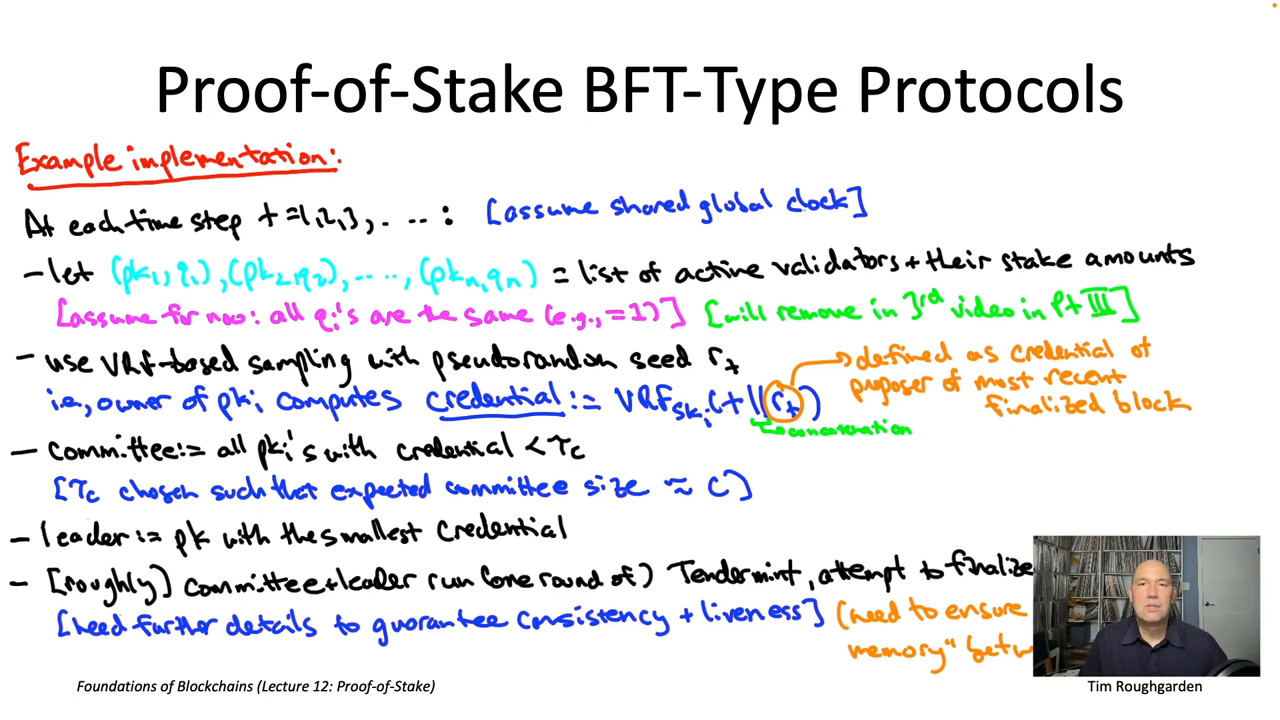 Proof-of-Stake BFT-Type Protocols
Example implementation:
At each time step t=1,2,3, . . . : [assume shared global clock]
- let (pk₁, q₁), (pk₂, q₂), ...., (pkₙ, qₙ) = list of active validators + their stake amounts
[assume for now: all qᵢ's are the same (e.g., =1)] [will remove in 3rd video in Pt III]
- use VRF-based sampling with pseudorandom seed rₜ
defined as credential of
proposer of most recent
finalized block
i.e., owner of pkᵢ computes credential := VRF_skᵢ(t || rₜ)
concatenation
- committee := all pkᵢ's with credential < τc
[τc chosen such that expected committee size ≈ C]
- leader := pk with the smallest credential
- [roughly] committee + leader run (one round of) Tendermint, attempt to finalize
[need further details to guarantee consistency + liveness] (need to ensure
memory"
Foundations of Blockchains (Lecture 12: Proof-of-Stake)
Tim Roughgarden